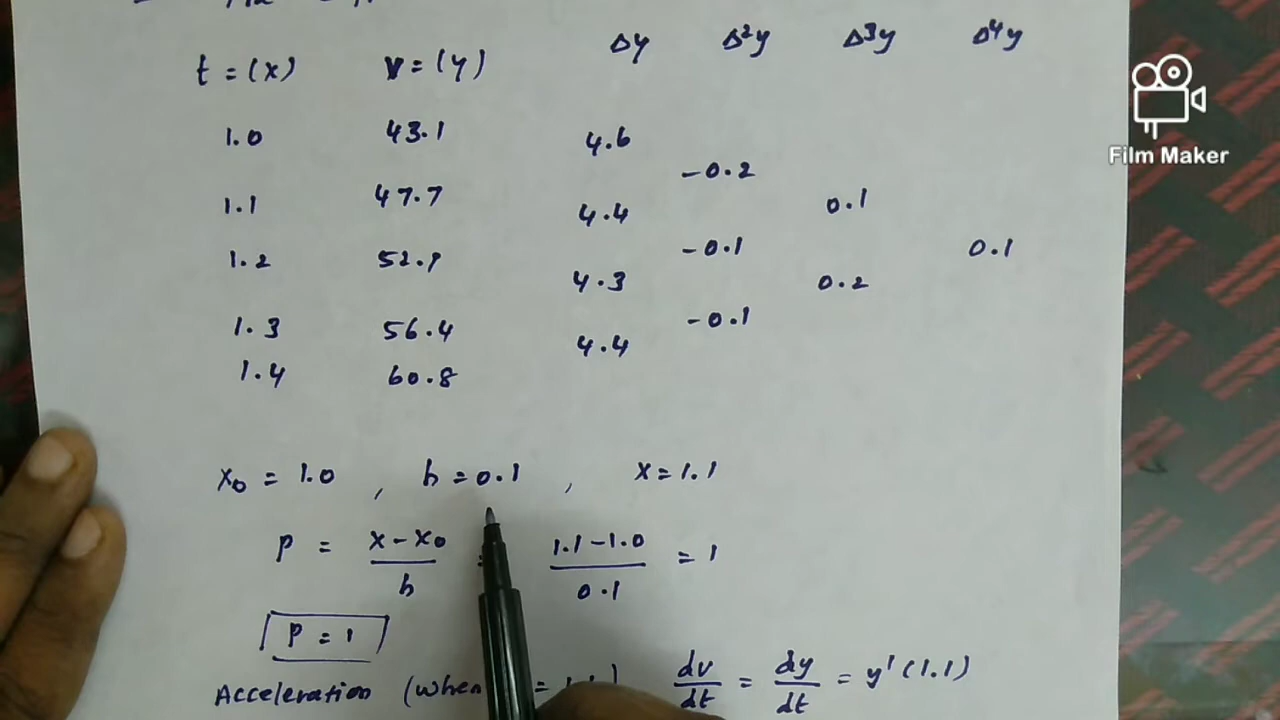 Δy Δ²y Δ³y Δ⁴y
t = (x) v = (y)
1.0 43.1 4.6
-0.2
1.1 47.7 4.4 0.1
1.2 52.1 -0.1 0.1
4.3 0.2
1.3 56.4 -0.1
4.4
1.4 60.8
x₀ = 1.0 , h = 0.1 , x = 1.1
p = x - x₀ / h = 1.1 - 1.0 / 0.1 = 1
p = 1
Acceleration (when = dv/dt = dy/dt = y'(1.1)
Film Maker